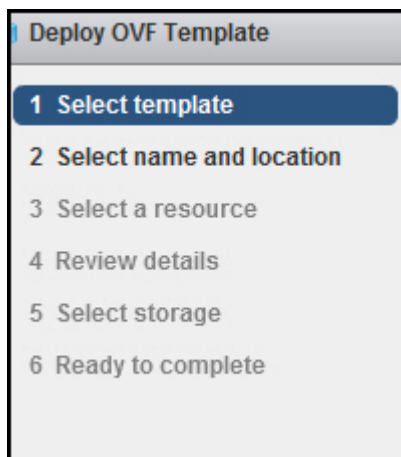 Deploy OVF Template
1 Select template
2 Select name and location
3 Select a resource
4 Review details
5 Select storage
6 Ready to complete